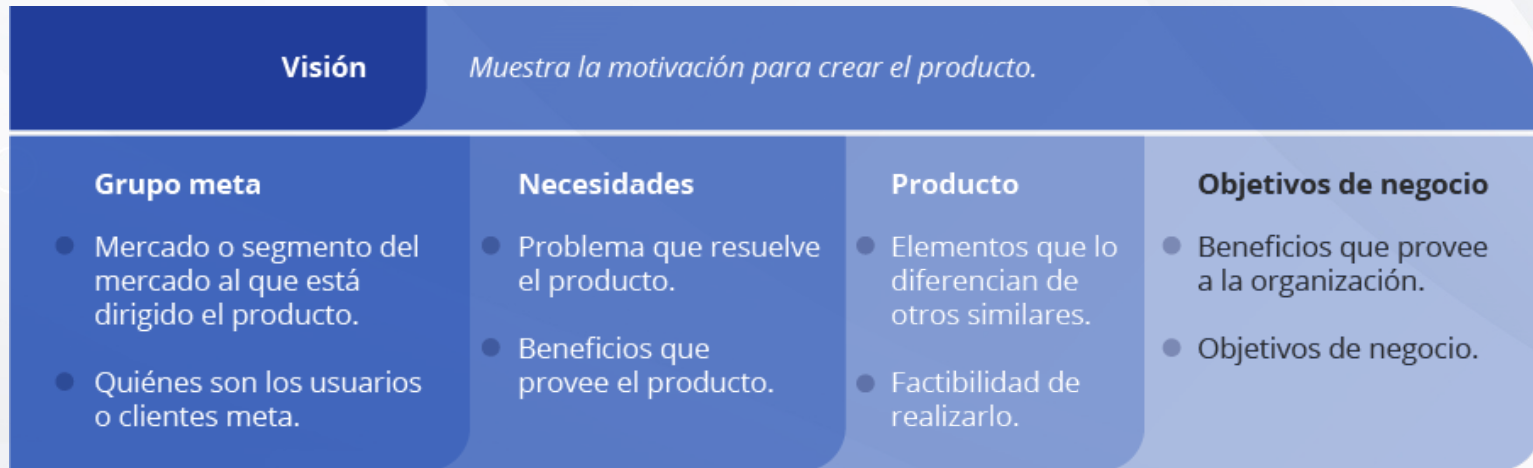 Visión
Muestra la motivación para crear el producto.
Grupo meta
Mercado o segmento del
mercado al que está
dirigido el producto.
Quiénes son los usuarios
o clientes meta.
Necesidades
Problema que resuelve
el producto.
Beneficios que
provee el producto.
Producto
Elementos que lo
diferencian de
otros similares.
Factibilidad de
realizarlo.
Objetivos de negocio
Beneficios que provee
a la organización.
Objetivos de negocio.